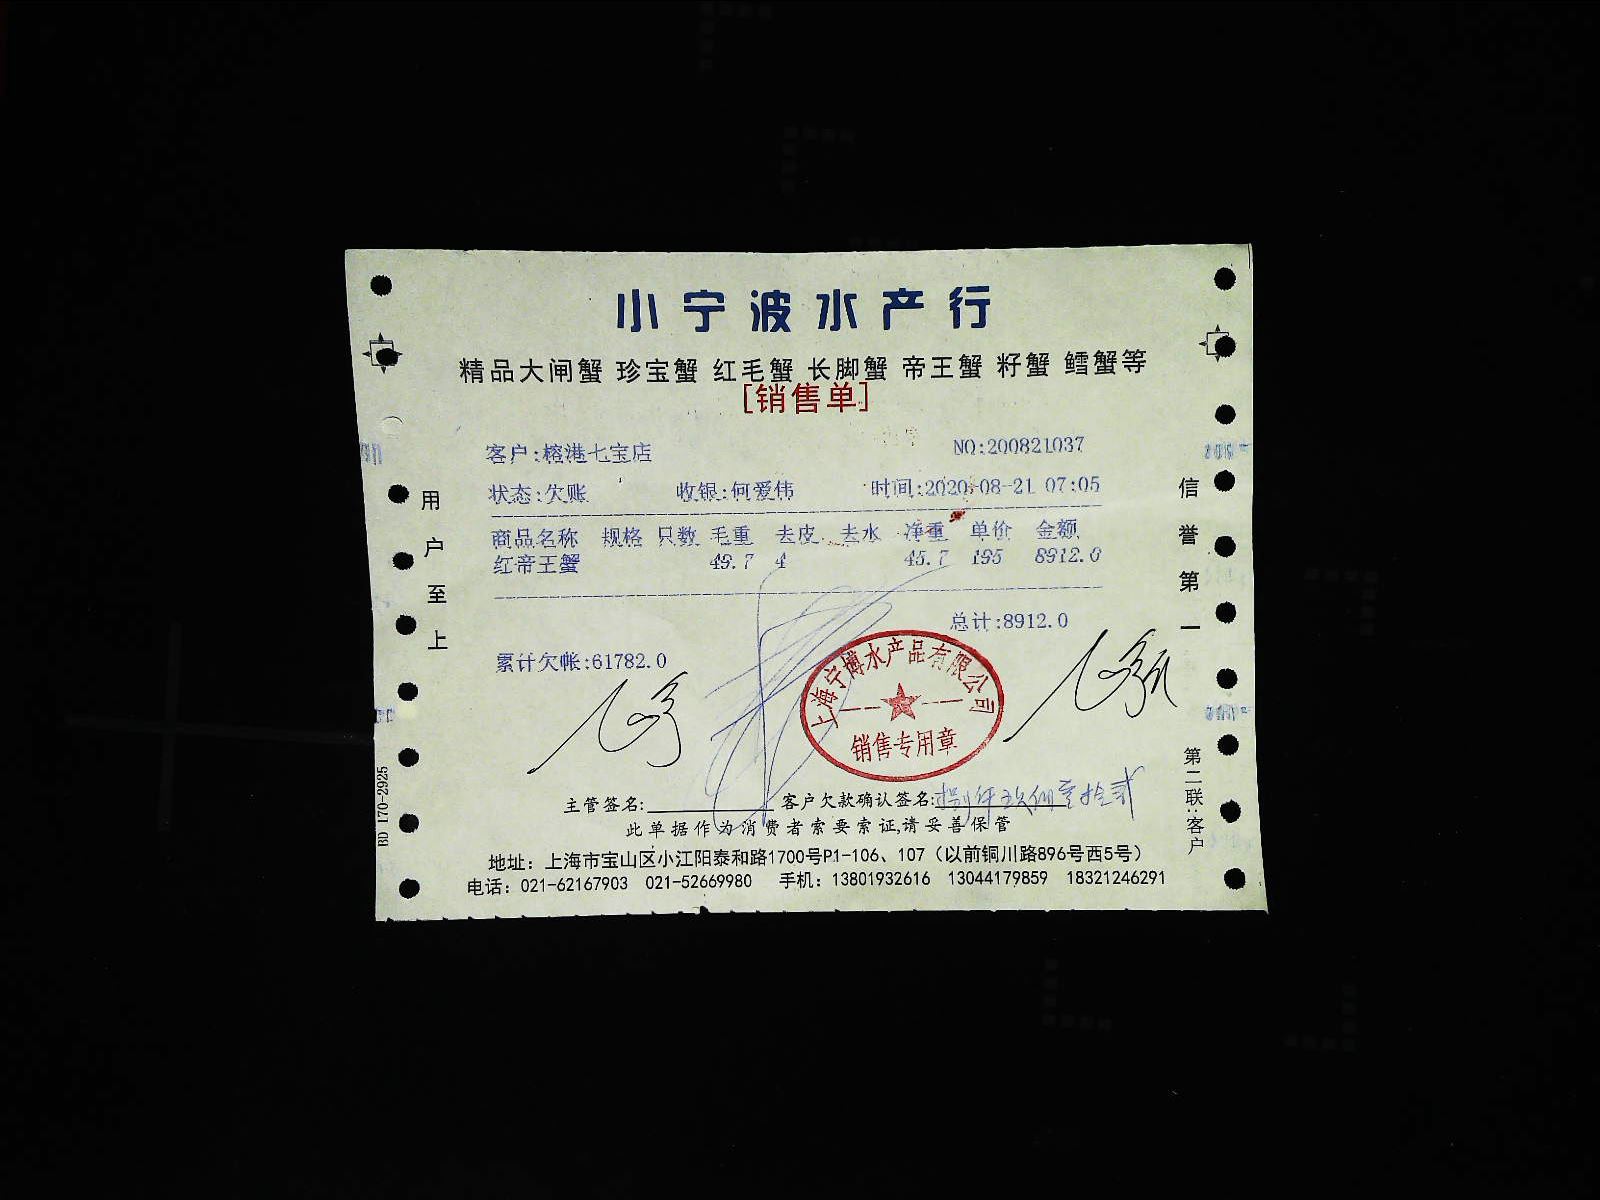 小宁波水产行
精品大闸蟹 珍宝蟹 红毛蟹 长脚蟹 帝王蟹 籽蟹 鳕蟹等
[销售单]
客户:榕港七宝店 NO:200821037
状态:欠账 收银:何爱伟 时间:2020-08-21 07:05
商品名称 规格 只数 毛重 去皮 去水 净重 单价 金额
红帝王蟹 49.7 4 45.7 195 8912.0
总计:8912.0
累计欠帐:61782.0
上海宁博水产品有限公司
销售专用章
主管签名: 客户欠款确认签名:
此单据作为消费者索要索证,请妥善保管
地址：上海市宝山区小江阳泰和路1700号P1-106、107（以前铜川路896号西5号）
电话：021-62167903 021-52669980 手机：13801932616 13044179859 18321246291
用户至上
信誉第一
第二联:客户
BD 170-2925